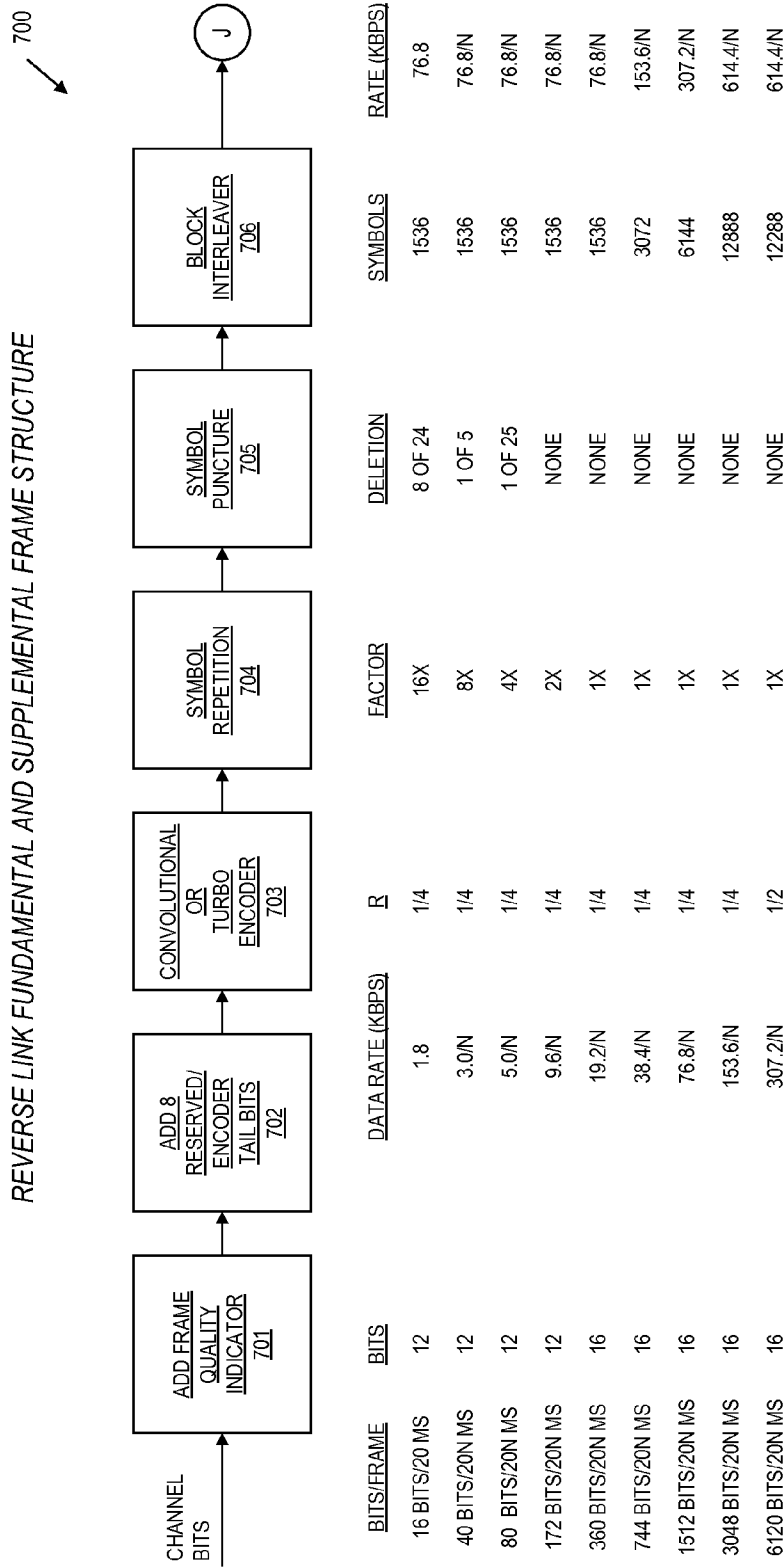 REVERSE LINK FUNDAMENTAL AND SUPPLEMENTAL FRAME STRUCTURE
700
CHANNEL
BITS
ADD FRAME
QUALITY
INDICATOR
701
ADD 8
RESERVED/
ENCODER
TAIL BITS
702
CONVOLUTIONAL
OR
TURBO
ENCODER
703
SYMBOL
REPETITION
704
SYMBOL
PUNCTURE
705
BLOCK
INTERLEAVER
706
J
BITS/FRAME BITS DATA RATE (KBPS) R FACTOR DELETION SYMBOLS RATE (KBPS)
16 BITS/20 MS 12 1.8 1/4 16X 8 OF 24 1536 76.8
40 BITS/20N MS 12 3.0/N 1/4 8X 1 OF 5 1536 76.8/N
80 BITS/20N MS 12 5.0/N 1/4 4X 1 OF 25 1536 76.8/N
172 BITS/20N MS 12 9.6/N 1/4 2X NONE 1536 76.8/N
360 BITS/20N MS 16 19.2/N 1/4 1X NONE 1536 76.8/N
744 BITS/20N MS 16 38.4/N 1/4 1X NONE 3072 153.6/N
1512 BITS/20N MS 16 76.8/N 1/4 1X NONE 6144 307.2/N
3048 BITS/20N MS 16 153.6/N 1/4 1X NONE 12888 614.4/N
6120 BITS/20N MS 16 307.2/N 1/2 1X NONE 12288 614.4/N